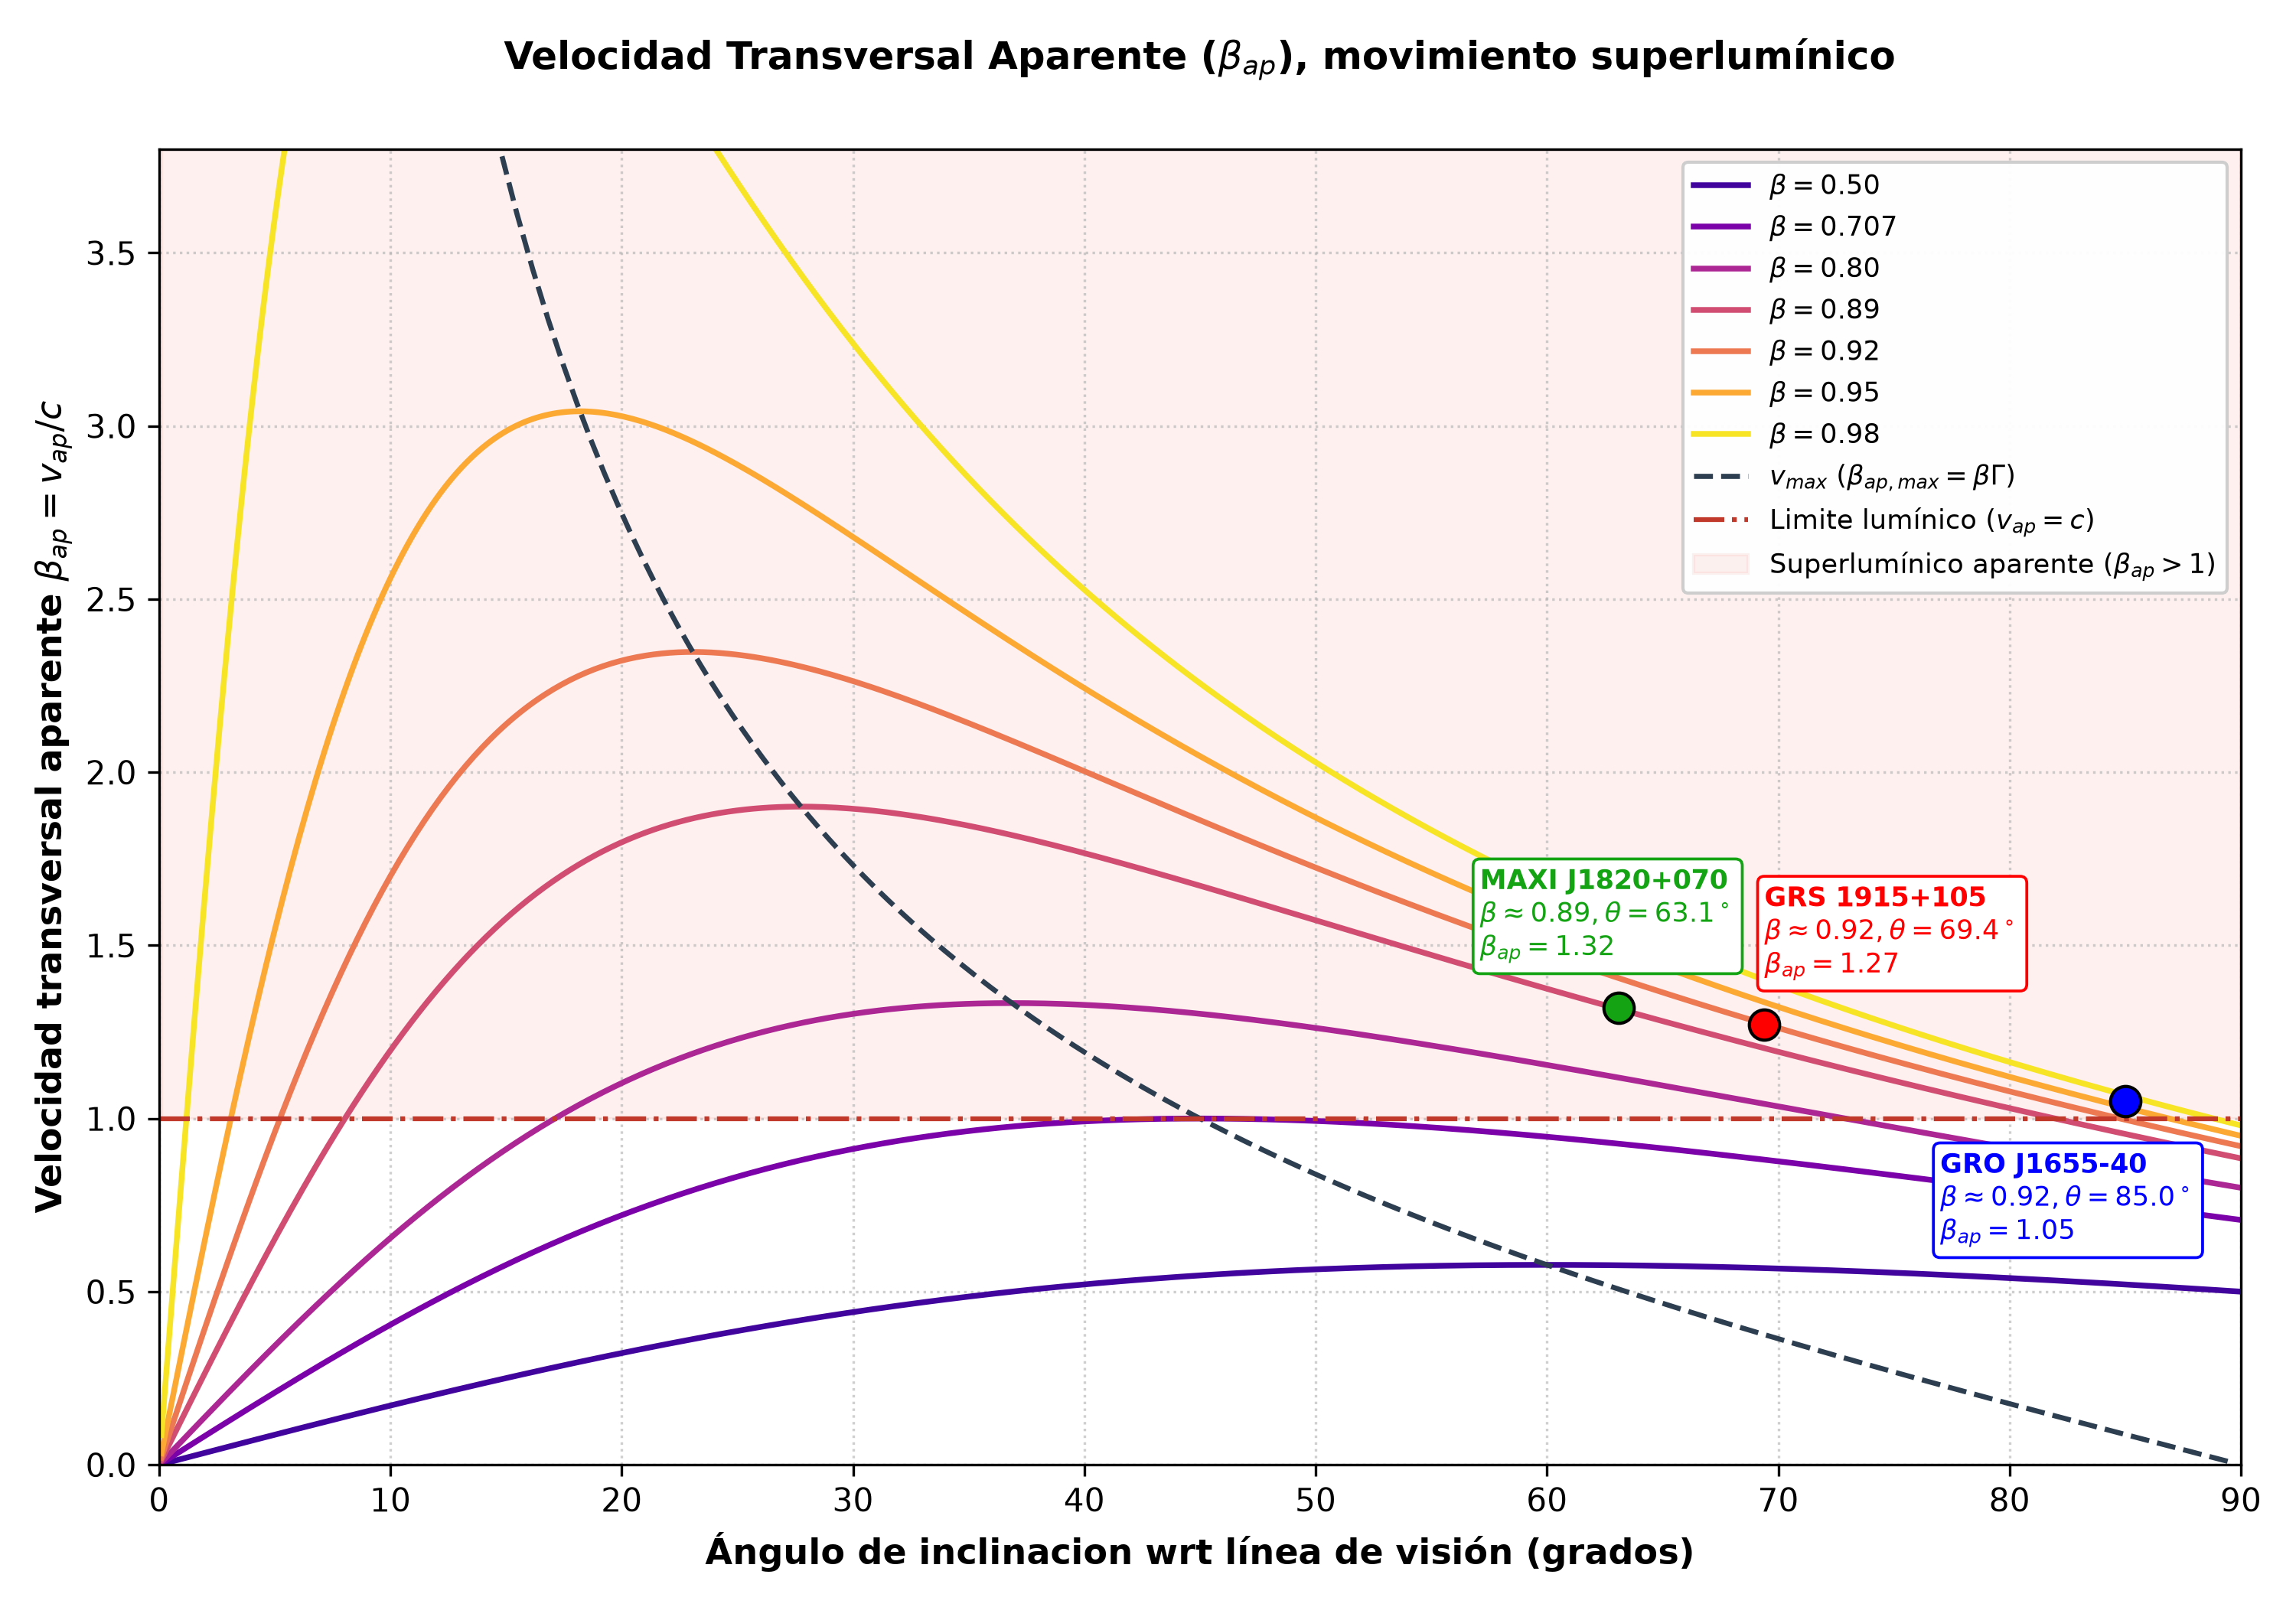 Velocidad Transversal Aparente (β_ap), movimiento superlumínico
Velocidad transversal aparente β_ap = v_ap/c
3.5
3.0
2.5
2.0
1.5
1.0
0.5
0.0
β = 0.50
β = 0.707
β = 0.80
β = 0.89
β = 0.92
β = 0.95
β = 0.98
v_max (β_ap,max = βΓ)
Limite lumínico (v_ap = c)
Superlumínico aparente (β_ap > 1)
MAXI J1820+070
β ≈ 0.89, θ = 63.1°
β_ap = 1.32
GRS 1915+105
β ≈ 0.92, θ = 69.4°
β_ap = 1.27
GRO J1655-40
β ≈ 0.92, θ = 85.0°
β_ap = 1.05
0 10 20 30 40 50 60 70 80 90
Ángulo de inclinacion wrt línea de visión (grados)